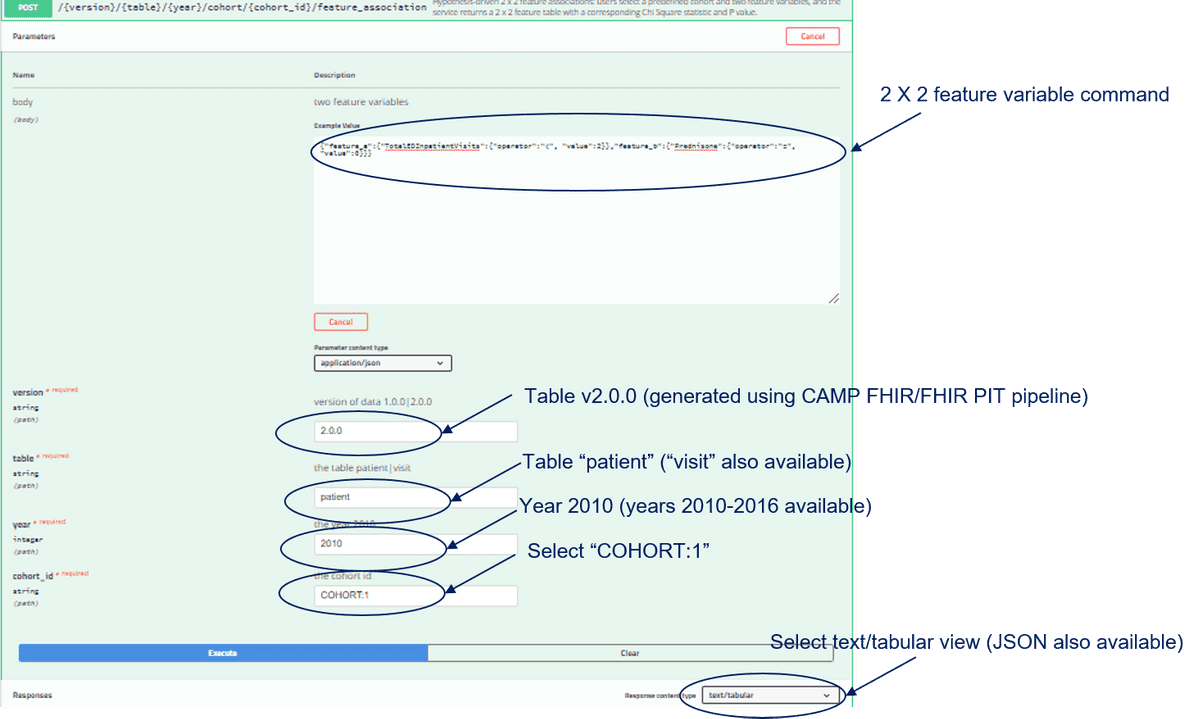 POST /{version}/{table}/{year}/cohort/{cohort_id}/feature_association Hypothesis-driven 2 x 2 feature associations: users select a predefined cohort and two feature variables, and the
service returns a 2 x 2 feature table with a corresponding Chi Square statistic and P value.
Parameters
Cancel
Name
Description
body
(body)
two feature variables
Example Value
{"feature_a":{"TotalEDInpatientVisits":{"operator":"<", "value":2}},"feature_b":{"Prednisone":{"operator":"=",
"value":0}}}
2 X 2 feature variable command
Cancel
Parameter content type
application/json
version * required
string
(path)
version of data 1.0.0|2.0.0
2.0.0
Table v2.0.0 (generated using CAMP FHIR/FHIR PIT pipeline)
table * required
string
(path)
the table patient|visit
patient
Table “patient” (“visit” also available)
year * required
integer
(path)
the year 2010
2010
Year 2010 (years 2010-2016 available)
cohort_id * required
string
(path)
the cohort id
COHORT:1
Select “COHORT:1”
Execute
Clear
Select text/tabular view (JSON also available)
Responses
Response content type
text/tabular